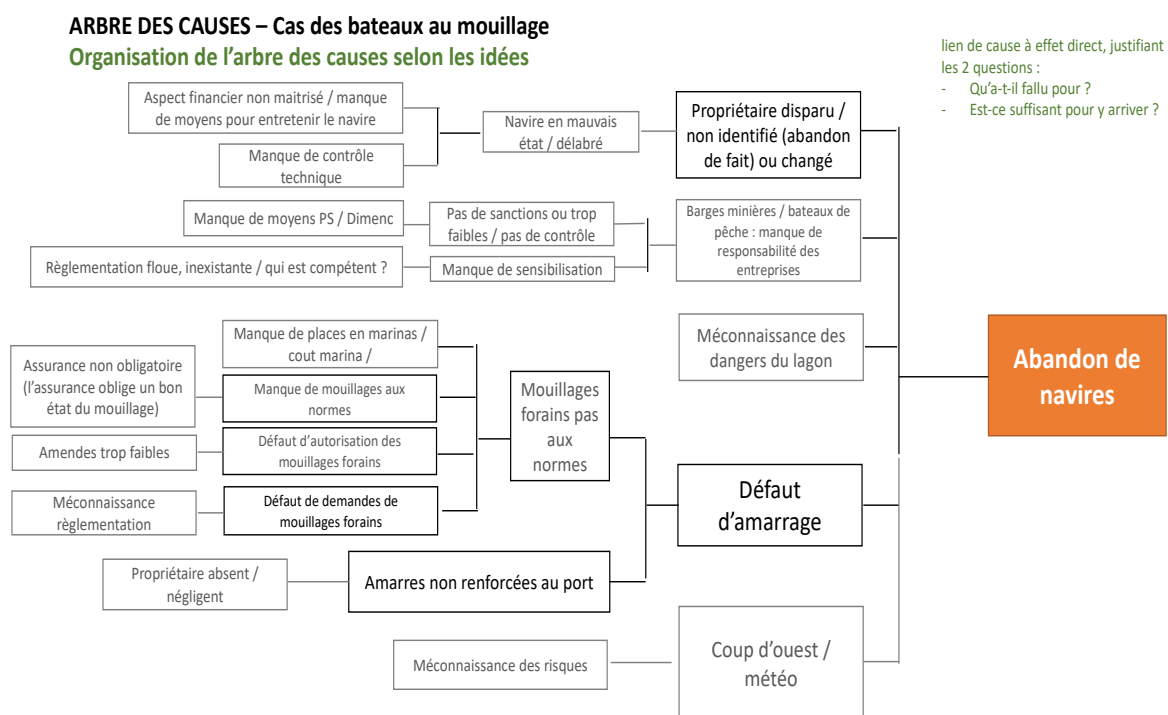 ARBRE DES CAUSES – Cas des bateaux au mouillage
Organisation de l'arbre des causes selon les idées
lien de cause à effet direct, justifiant
les 2 questions :
- Qu'a-t-il fallu pour ?
- Est-ce suffisant pour y arriver ?
Aspect financier non maitrisé / manque
de moyens pour entretenir le navire
Manque de contrôle
technique
Navire en mauvais
état / délabré
Propriétaire disparu /
non identifié (abandon
de fait) ou changé
Manque de moyens PS / Dimenc
Pas de sanctions ou trop
faibles / pas de contrôle
Règlementation floue, inexistante / qui est compétent ?
Manque de sensibilisation
Barges minières / bateaux de
pêche : manque de
responsabilité des
entreprises
Méconnaissance des
dangers du lagon
Abandon de
navires
Manque de places en marinas /
cout marina /
Assurance non obligatoire
(l'assurance oblige un bon
état du mouillage)
Manque de mouillages aux
normes
Amendes trop faibles
Défaut d'autorisation des
mouillages forains
Méconnaissance
règlementation
Défaut de demandes de
mouillages forains
Mouillages
forains pas
aux
normes
Défaut
d'amarrage
Propriétaire absent /
négligent
Amarres non renforcées au port
Méconnaissance des risques
Coup d'ouest /
météo